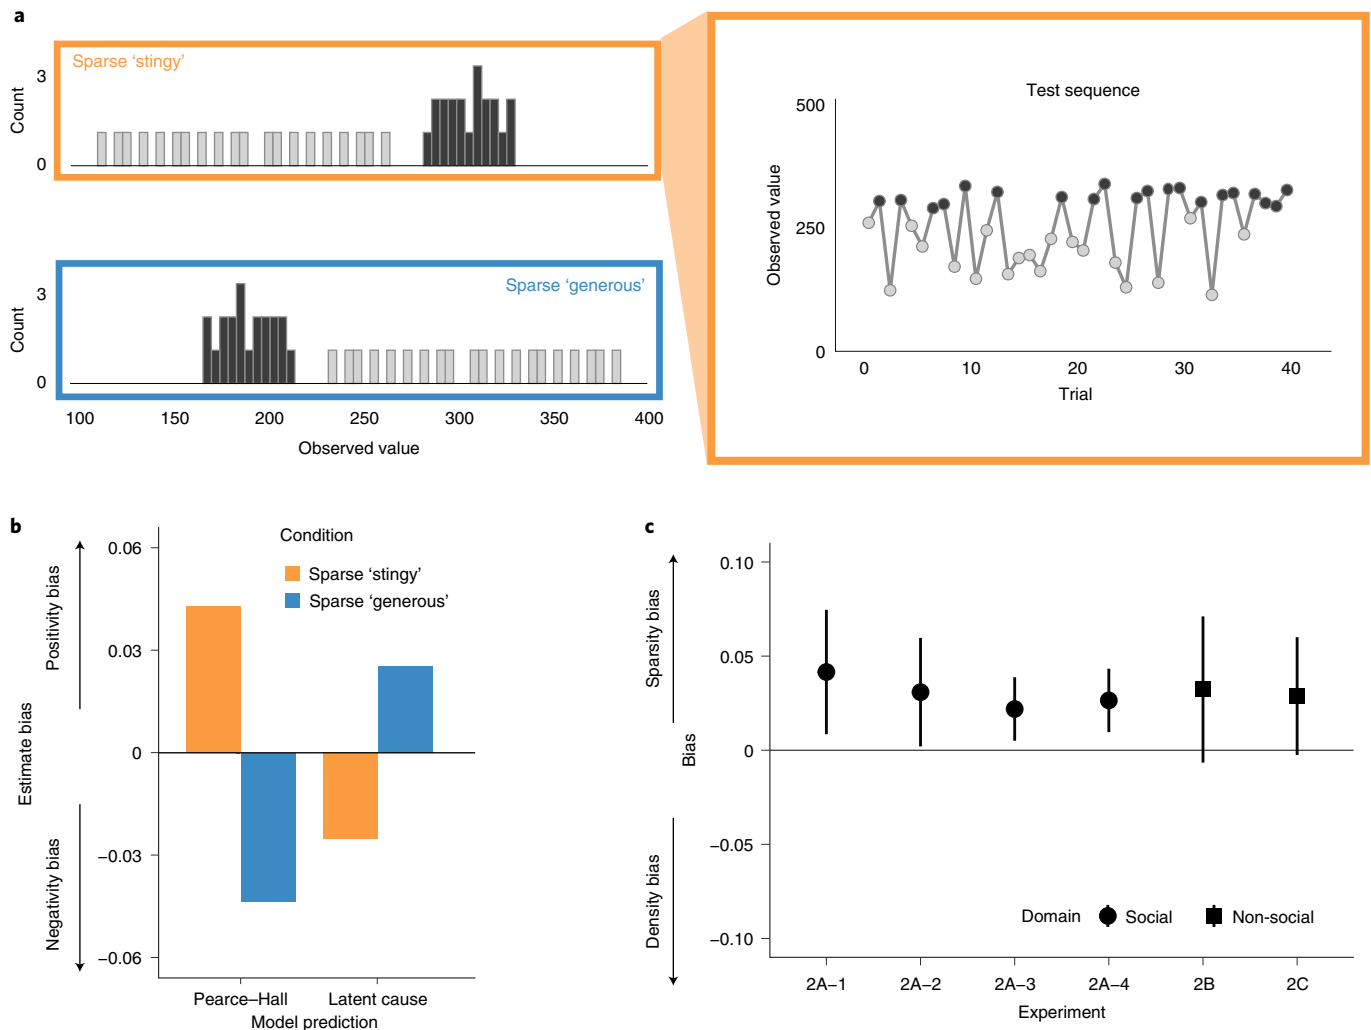 a
Sparse ‘stingy’
Count
3
0
Sparse ‘generous’
Count
3
0
100 150 200 250 300 350 400
Observed value
Test sequence
Observed value
500
250
0
0 10 20 30 40
Trial
b
Condition
Sparse ‘stingy’
Sparse ‘generous’
Positivity bias
Estimate bias
Negativity bias
0.06
0.03
0
−0.03
−0.06
Pearce–Hall Latent cause
Model prediction
c
Sparsity bias
Bias
Density bias
0.10
0.05
0
−0.05
−0.10
Domain Social Non-social
2A–1 2A–2 2A–3 2A–4 2B 2C
Experiment